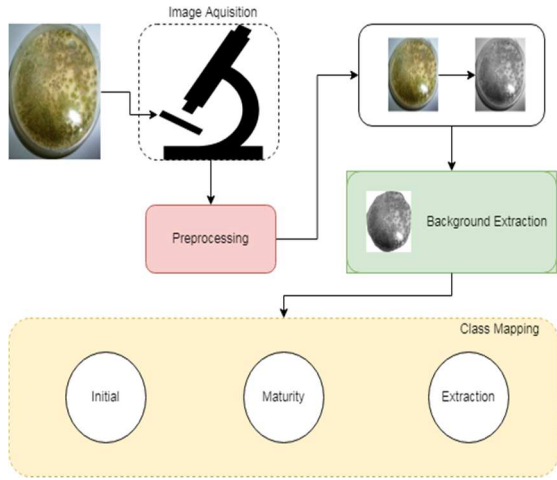 Image Aquisition
Preprocessing
Background Extraction
Class Mapping
Initial
Maturity
Extraction